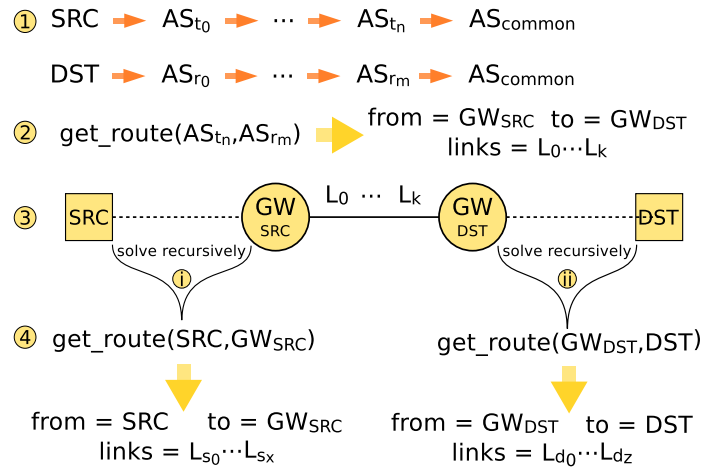 ① SRC AS_t0 ⋯ AS_tn AS_common
DST AS_r0 ⋯ AS_rm AS_common
② get_route(AS_tn,AS_rm)
from = GW_SRC to = GW_DST
links = L_0⋯L_k
L_0 ⋯ L_k
③ SRC GW SRC GW DST DST
solve recursively solve recursively
i ii
④ get_route(SRC,GW_SRC) get_route(GW_DST,DST)
from = SRC to = GW_SRC from = GW_DST to = DST
links = L_s0⋯L_sx links = L_d0⋯L_dz